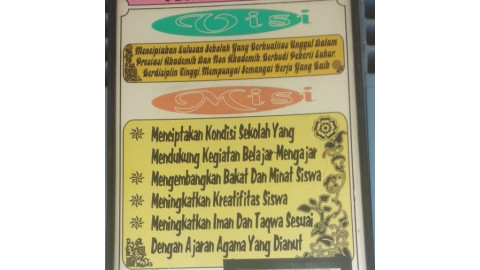 Visi
Menciptakan Lulusan Sekolah Yang Berkualitas Unggul Dalam
Prestasi Akademik Dan Non Akademik, Berbudi Pekerti Luhur,
Berdisiplin Tinggi, Mempunyai Semangat Kerja Yang Baik
Misi
Menciptakan Kondisi Sekolah Yang
Mendukung Kegiatan Belajar-Mengajar
Mengembangkan Bakat Dan Minat Siswa
Meningkatkan Kreatifitas Siswa
Meningkatkan Iman Dan Taqwa Sesuai
Dengan Ajaran Agama Yang Dianut